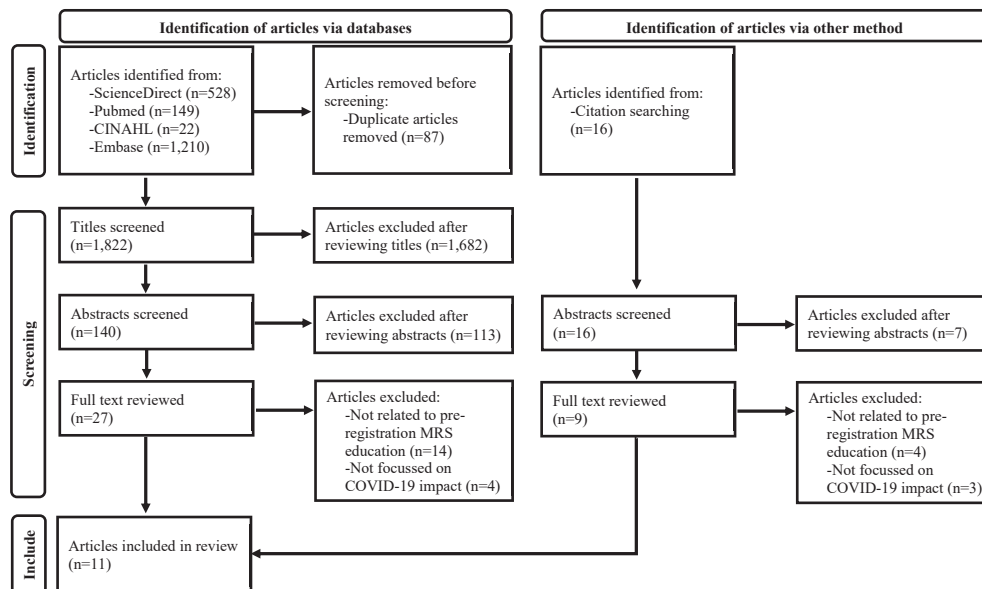 Identification of articles via databases
Identification of articles via other method
Identification
Articles identified from:
-ScienceDirect (n=528)
-Pubmed (n=149)
-CINAHL (n=22)
-Embase (n=1,210)
Articles removed before
screening:
-Duplicate articles
removed (n=87)
Articles identified from:
-Citation searching
(n=16)
Screening
Titles screened
(n=1,822)
Articles excluded after
reviewing titles (n=1,682)
Abstracts screened
(n=140)
Articles excluded after
reviewing abstracts (n=113)
Abstracts screened
(n=16)
Articles excluded after
reviewing abstracts (n=7)
Full text reviewed
(n=27)
Articles excluded:
-Not related to pre-
registration MRS
education (n=14)
-Not focussed on
COVID-19 impact (n=4)
Full text reviewed
(n=9)
Articles excluded:
-Not related to pre-
registration MRS
education (n=4)
-Not focussed on
COVID-19 impact (n=3)
Include
Articles included in review
(n=11)